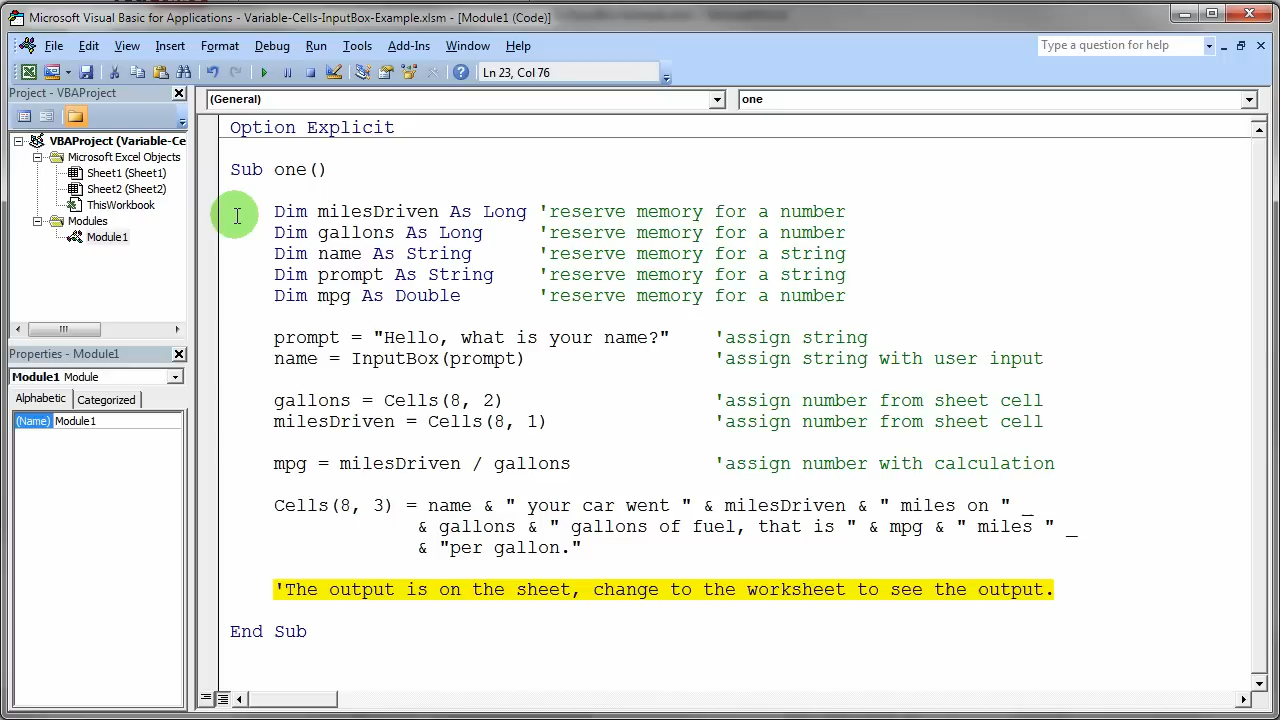 Microsoft Visual Basic for Applications - Variable-Cells-InputBox-Example.xlsm - [Module1 (Code)]
File Edit View Insert Format Debug Run Tools Add-Ins Window Help
Type a question for help
Ln 23, Col 76
Project - VBAProject
VBAProject (Variable-Ce
Microsoft Excel Objects
Sheet1 (Sheet1)
Sheet2 (Sheet2)
ThisWorkbook
Modules
Module1
Properties - Module1
Module1 Module
Alphabetic Categorized
(Name) Module1
(General) one
Option Explicit
Sub one()
Dim milesDriven As Long 'reserve memory for a number
Dim gallons As Long 'reserve memory for a number
Dim name As String 'reserve memory for a string
Dim prompt As String 'reserve memory for a string
Dim mpg As Double 'reserve memory for a number
prompt = "Hello, what is your name?" 'assign string
name = InputBox(prompt) 'assign string with user input
gallons = Cells(8, 2) 'assign number from sheet cell
milesDriven = Cells(8, 1) 'assign number from sheet cell
mpg = milesDriven / gallons 'assign number with calculation
Cells(8, 3) = name & " your car went " & milesDriven & " miles on " _
& gallons & " gallons of fuel, that is " & mpg & " miles " _
& "per gallon."
'The output is on the sheet, change to the worksheet to see the output.
End Sub